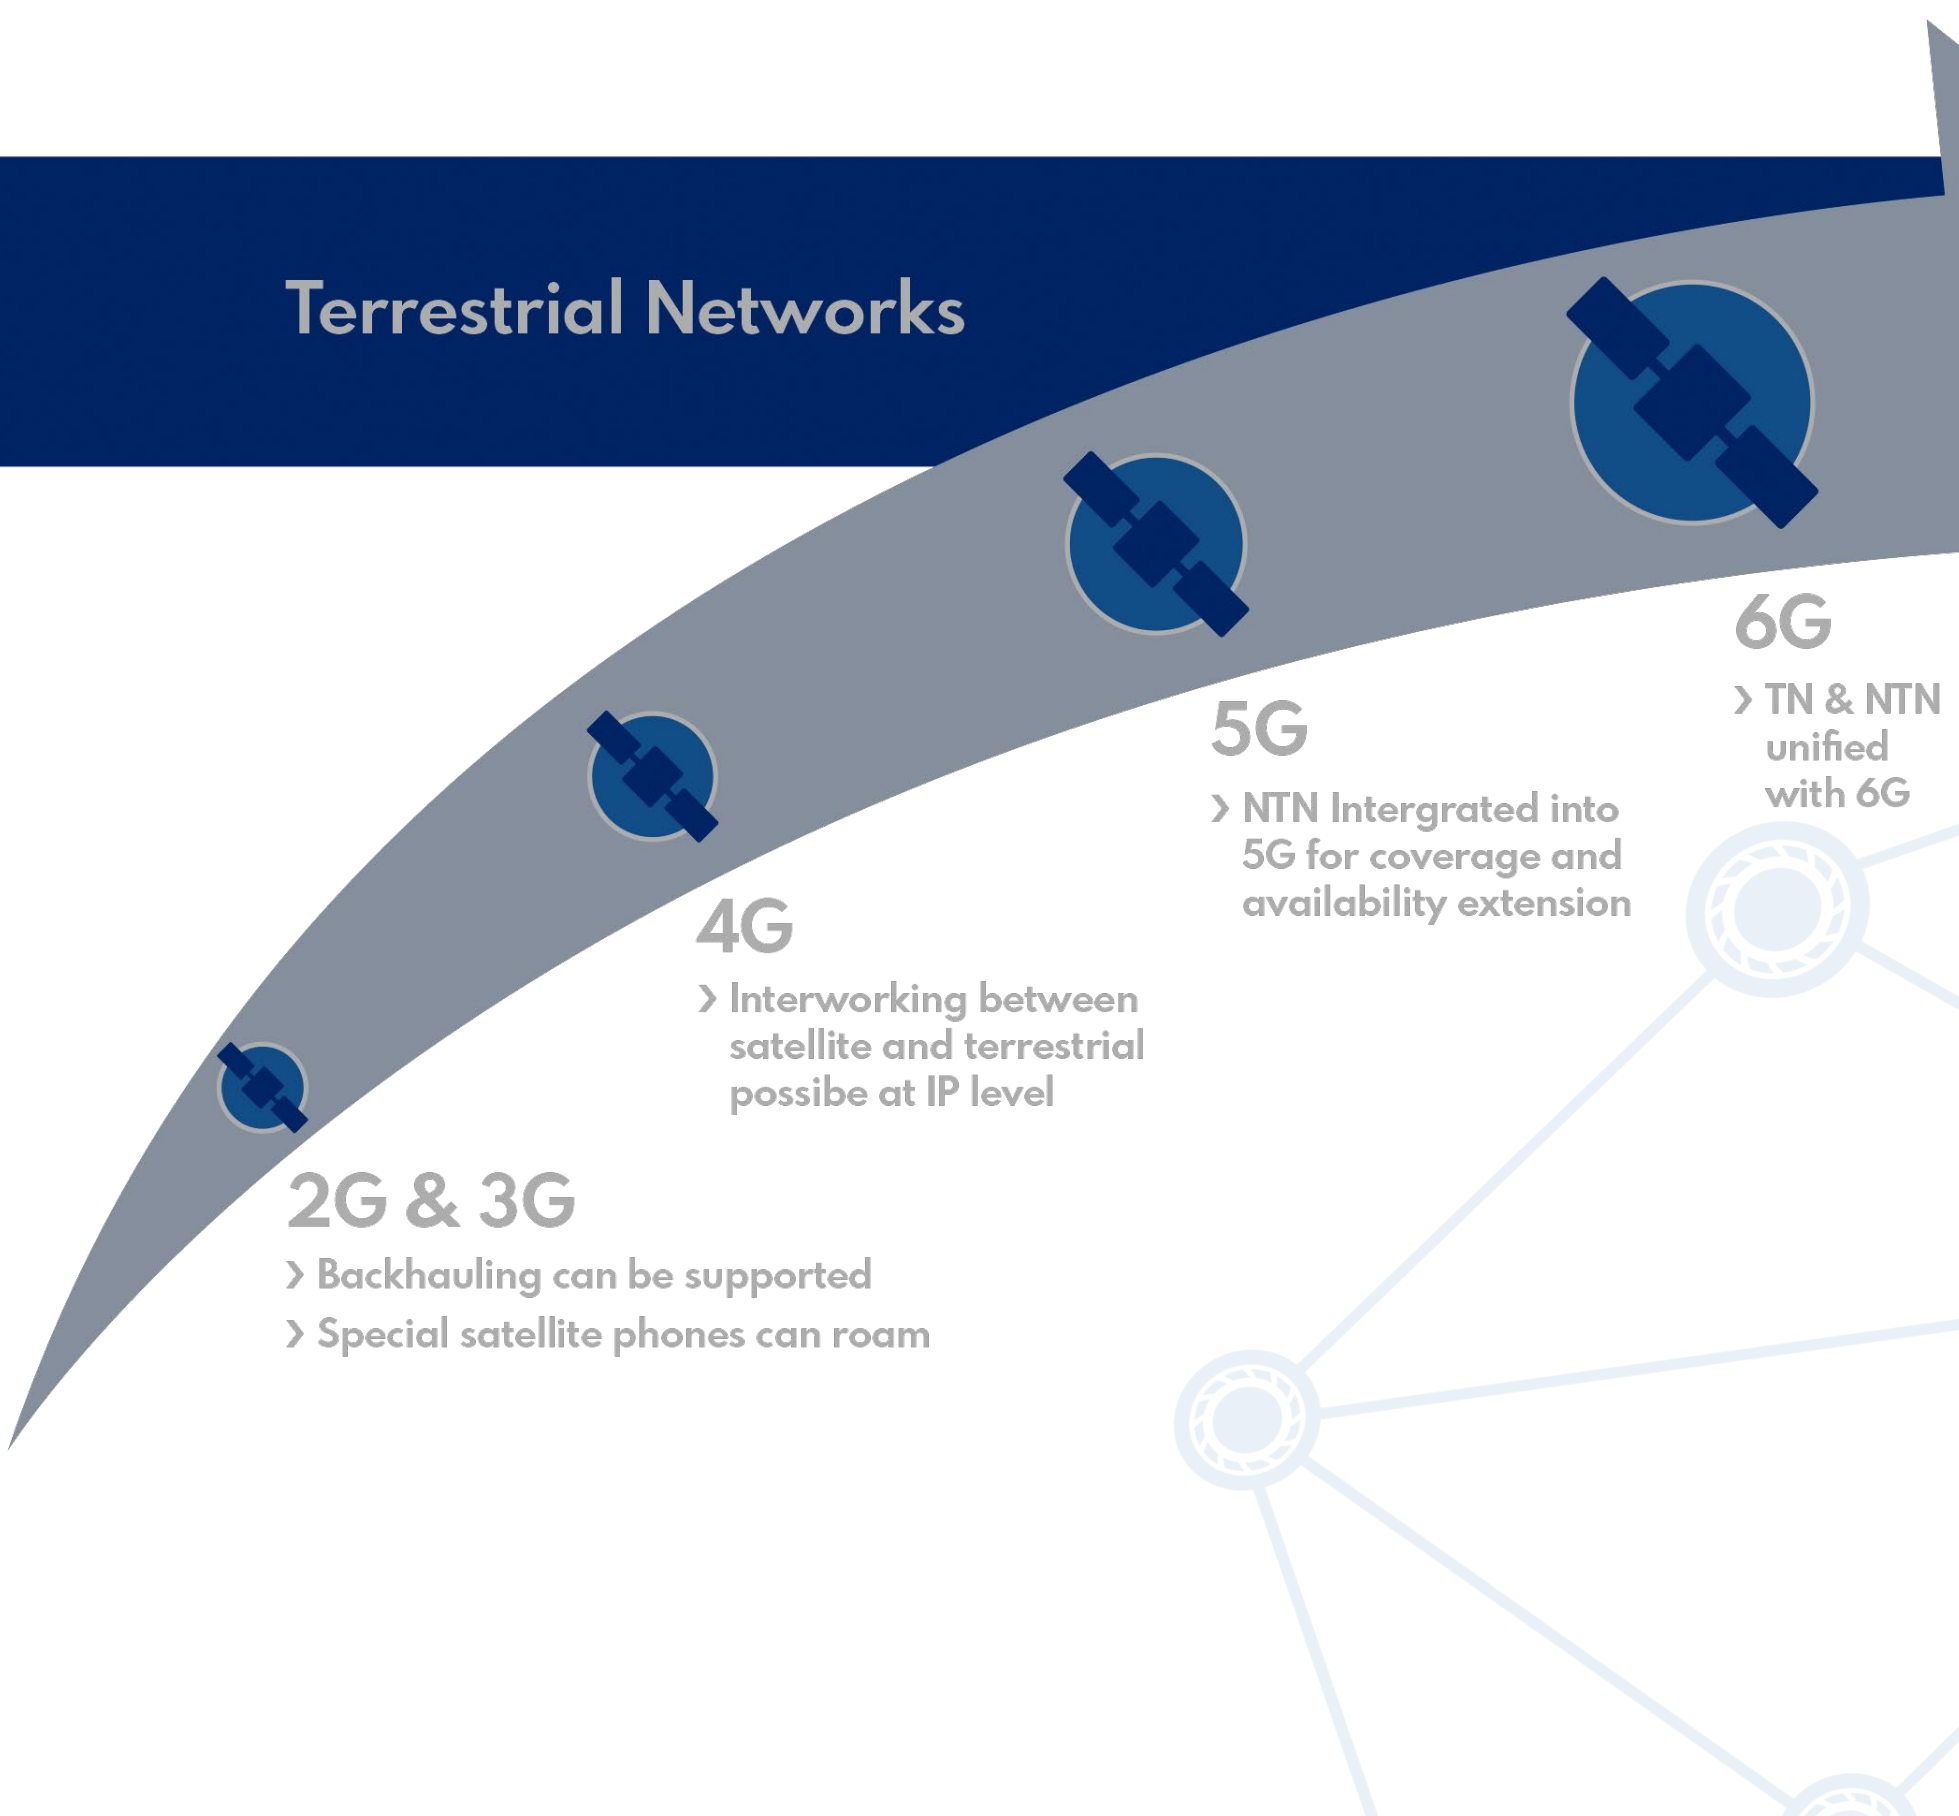 Terrestrial Networks
6G
› TN & NTN
unified
with 6G
5G
› NTN Intergrated into
5G for coverage and
availability extension
4G
› Interworking between
satellite and terrestrial
possibe at IP level
2G & 3G
› Backhauling can be supported
› Special satellite phones can roam